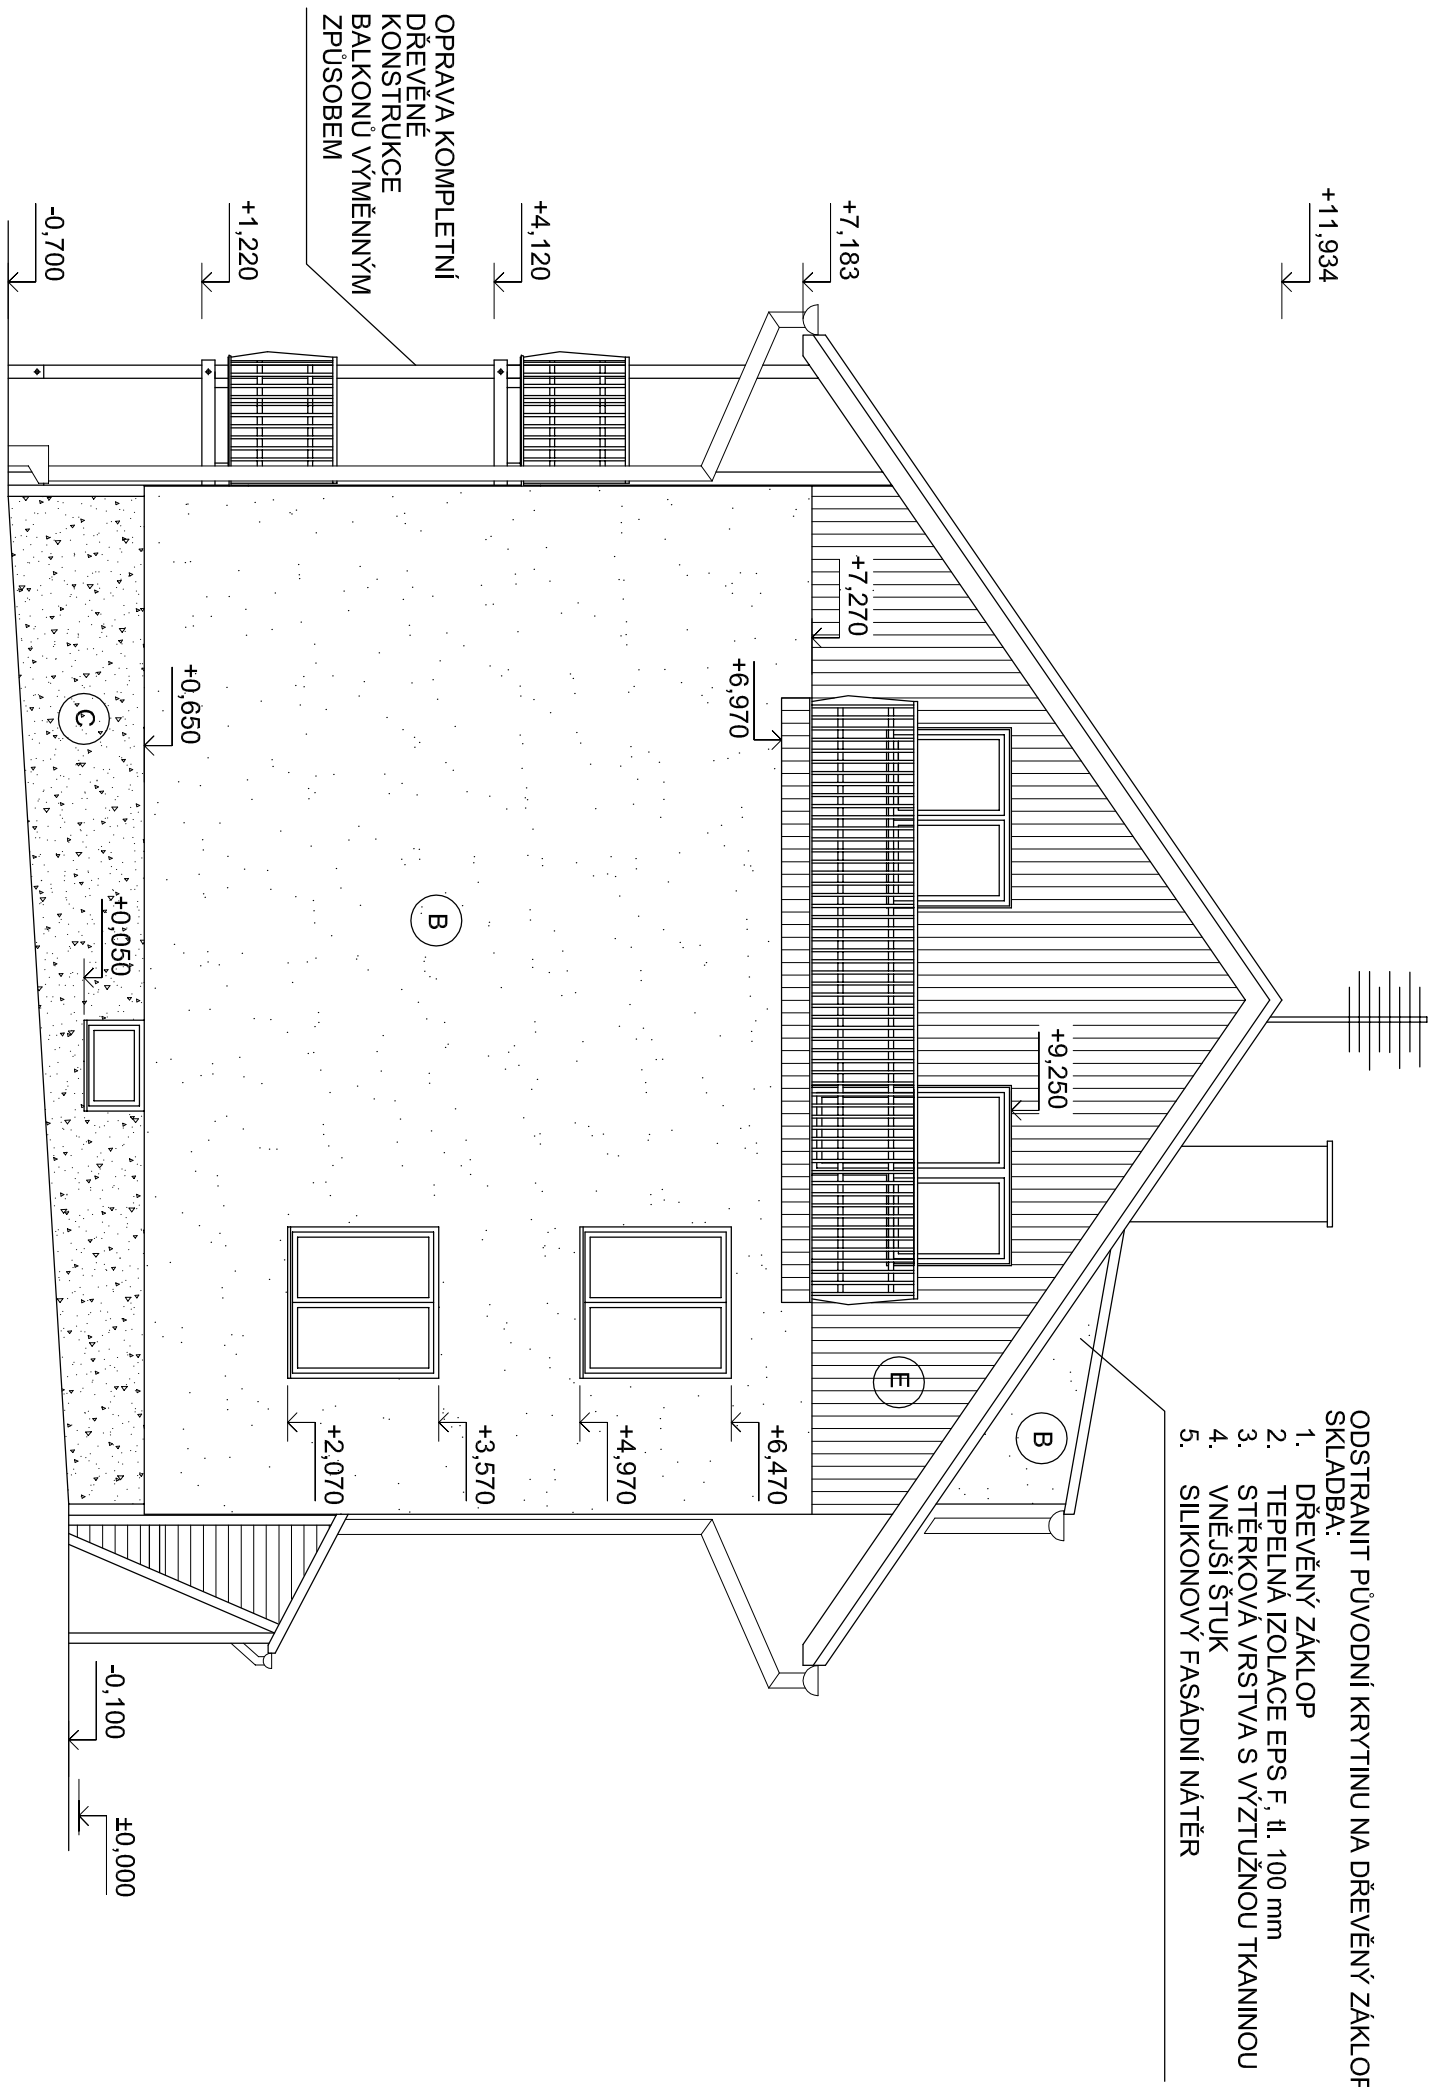 ODSTRANIT PŮVODNÍ KRYTINU NA DŘEVĚNÝ ZÁKLOP
SKLADBA:
1. DŘEVĚNÝ ZÁKLOP
2. TEPELNÁ IZOLACE EPS F, tl. 100 mm
3. STĚRKOVÁ VRSTVA S VÝZTUŽNOU TKANINOU
4. VNĚJŠÍ ŠTUK
5. SILIKONOVÝ FASÁDNÍ NÁTĚR
+11,934
+7,183
+4,120
+1,220
-0,700
OPRAVA KOMPLETNÍ
DŘEVĚNÉ
KONSTRUKCE
BALKONŮ VÝMĚNNÝM
ZPŮSOBEM
+9,250
+7,270
+6,970
+0,650
+0,050
B
E
B
C
+6,470
+4,970
+3,570
+2,070
-0,100
±0,000